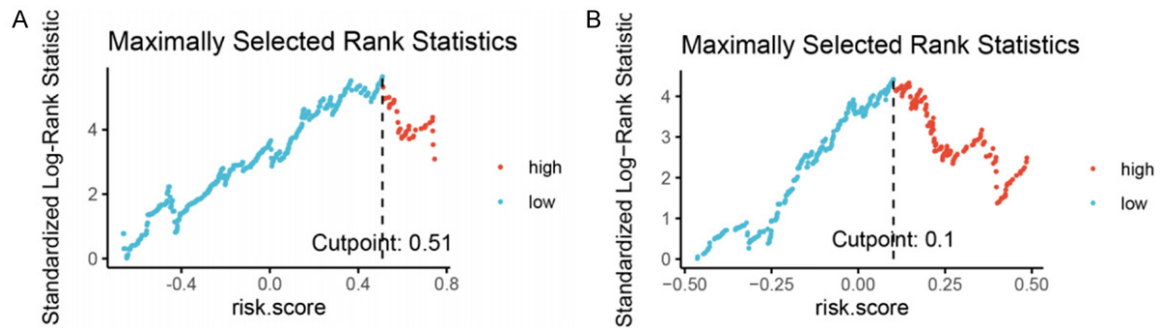 A
Maximally Selected Rank Statistics
Standardized Log-Rank Statistic
4
2
0
-0.4
0.0
0.4
0.8
Cutpoint: 0.51
risk.score
high
low
B
Maximally Selected Rank Statistics
Standardized Log-Rank Statistic
4
3
2
1
0
-0.50
-0.25
0.00
0.25
0.50
Cutpoint: 0.1
risk.score
high
low